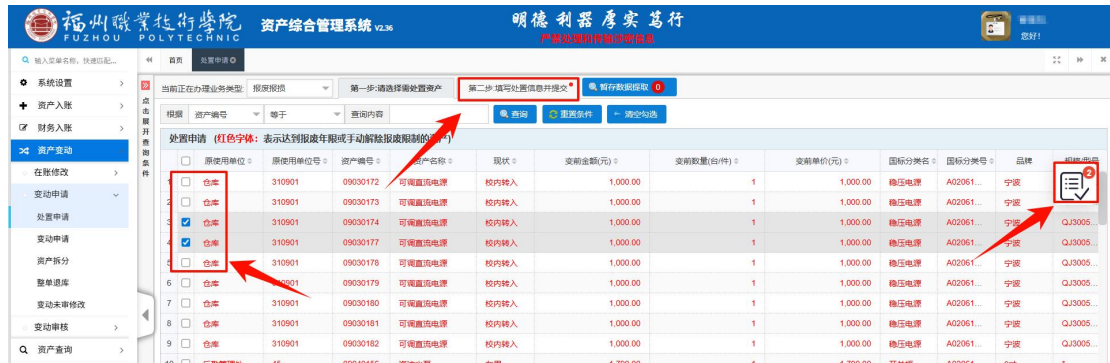 福州職業技術學院 资产综合管理系统 V2.36
FUZHOU POLYTECHNIC
明德 利器 厚实 笃行
严禁处理和传输涉密信息
您好!
输入菜单名称, 快速匹配...
首页 处置申请
系统设置
资产入账
财务入账
资产变动
在账修改
变动申请
处置申请
变动申请
资产拆分
整单退库
变动未审修改
变动审核
资产查询
点击展开查询条件
当前正在办理业务类型: 报废报损 第一步:请选择需处置资产 第二步:填写处置信息并提交 暂存数据提取 0
根据 资产编号 等于 查询内容 查询 重置条件 清空勾选
处置申请 (红色字体: 表示达到报废年限或手动解除报废限制的资产)
原使用单位 原使用单位号 资产编号 资产名称 现状 变前金额(元) 变前数量(台/件) 变前单价(元) 国标分类名 国标分类号 品牌 规格/型号
2
1 仓库 310901 09030172 可调直流电源 校内转入 1,000.00 1 1,000.00 稳压电源 A02061... 宁波
2 仓库 310901 09030173 可调直流电源 校内转入 1,000.00 1 1,000.00 稳压电源 A02061... 宁波
3 仓库 310901 09030174 可调直流电源 校内转入 1,000.00 1 1,000.00 稳压电源 A02061... 宁波 QJ3005...
4 仓库 310901 09030177 可调直流电源 校内转入 1,000.00 1 1,000.00 稳压电源 A02061... 宁波 QJ3005...
5 仓库 310901 09030178 可调直流电源 校内转入 1,000.00 1 1,000.00 稳压电源 A02061... 宁波 QJ3005...
6 仓库 310901 09030179 可调直流电源 校内转入 1,000.00 1 1,000.00 稳压电源 A02061... 宁波 QJ3005...
7 仓库 310901 09030180 可调直流电源 校内转入 1,000.00 1 1,000.00 稳压电源 A02061... 宁波 QJ3005...
8 仓库 310901 09030181 可调直流电源 校内转入 1,000.00 1 1,000.00 稳压电源 A02061... 宁波 QJ3005...
9 仓库 310901 09030182 可调直流电源 校内转入 1,000.00 1 1,000.00 稳压电源 A02061... 宁波 QJ3005...